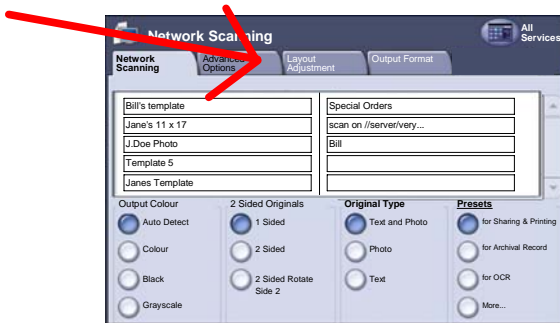 Network Scanning
All
Services
Network
Scanning
Advanced
Options
Layout
Adjustment
Output Format
Bill's template
Jane's 11 x 17
J.Doe Photo
Template 5
Janes Template
Special Orders
scan on //server/very...
Bill
Output Colour
Auto Detect
Colour
Black
Grayscale
2 Sided Originals
1 Sided
2 Sided
2 Sided Rotate
Side 2
Original Type
Text and Photo
Photo
Text
Presets
for Sharing & Printing
for Archival Record
for OCR
More...